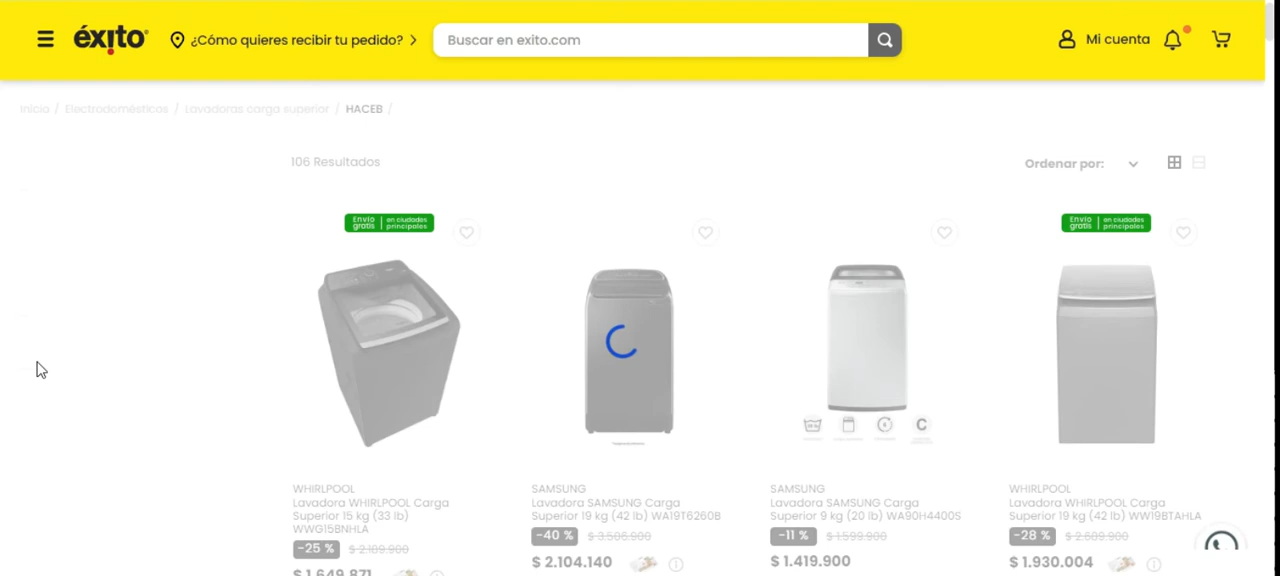 éxito
¿Cómo quieres recibir tu pedido?
Buscar en exito.com
Mi cuenta
Inicio / Electrodomésticos / Lavadoras carga superior / HACEB /
106 Resultados
Ordenar por:
Envío gratis | en ciudades principales
Envío gratis | en ciudades principales
C
WHIRLPOOL
Lavadora WHIRLPOOL Carga
Superior 15 kg (33 lb)
WWG15BNHLA
-25 % $ 2.189.900
$ 1.649.871
SAMSUNG
Lavadora SAMSUNG Carga
Superior 19 kg (42 lb) WA19T6260B
-40 % $ 3.506.900
$ 2.104.140
SAMSUNG
Lavadora SAMSUNG Carga
Superior 9 kg (20 lb) WA90H4400S
-11 % $ 1.599.900
$ 1.419.900
WHIRLPOOL
Lavadora WHIRLPOOL Carga
Superior 19 kg (42 lb) WW19BTAHLA
-28 % $ 2.689.900
$ 1.930.004